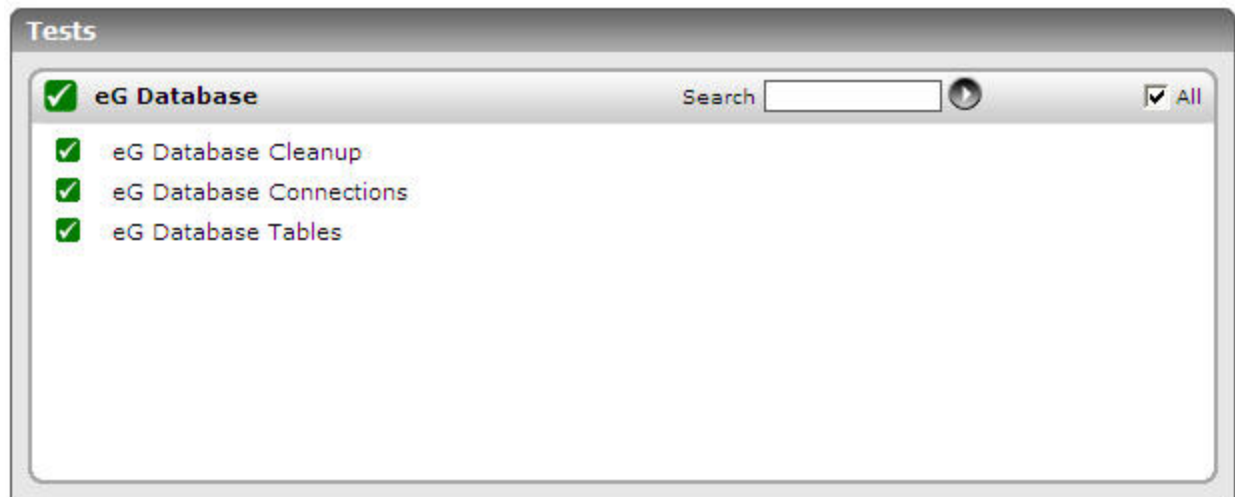 Tests
eG Database Search All
eG Database Cleanup
eG Database Connections
eG Database Tables